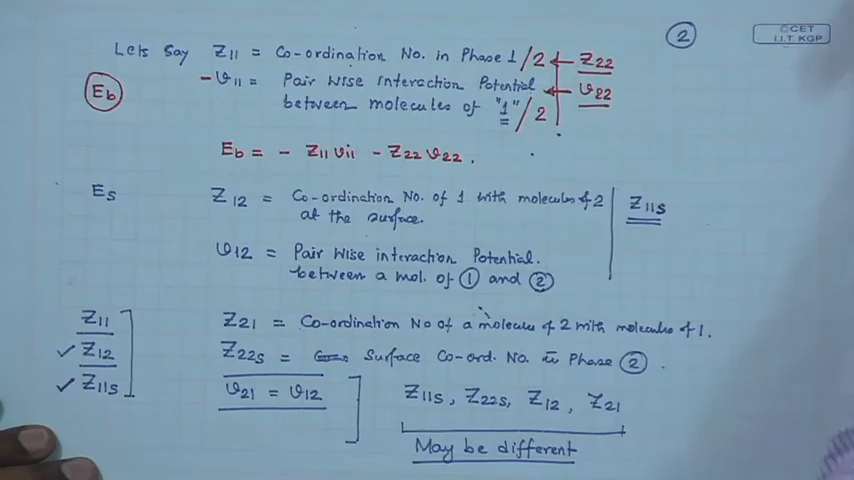 2
© CET
I.I.T. KGP
Lets say Z11 = Co-ordination No. in Phase 1/2 ← Z22
-υ11 = Pair Wise interaction Potential ← υ22
between molecules of "1"/2
Eb
Eb = - Z11 υ11 - Z22 υ22 .
Es Z12 = Co-ordination No. of 1 with molecules of 2 Z11s
at the surface.
υ12 = Pair Wise interaction Potential.
between a mol. of 1 and 2
Z11 Z21 = Co-ordination No of a molecule of 2 with molecules of 1.
✓ Z12 Z22s = Surface Co-ord. No. in Phase 2 .
✓ Z11s υ21 = υ12 Z11s, Z22s, Z12, Z21
May be different